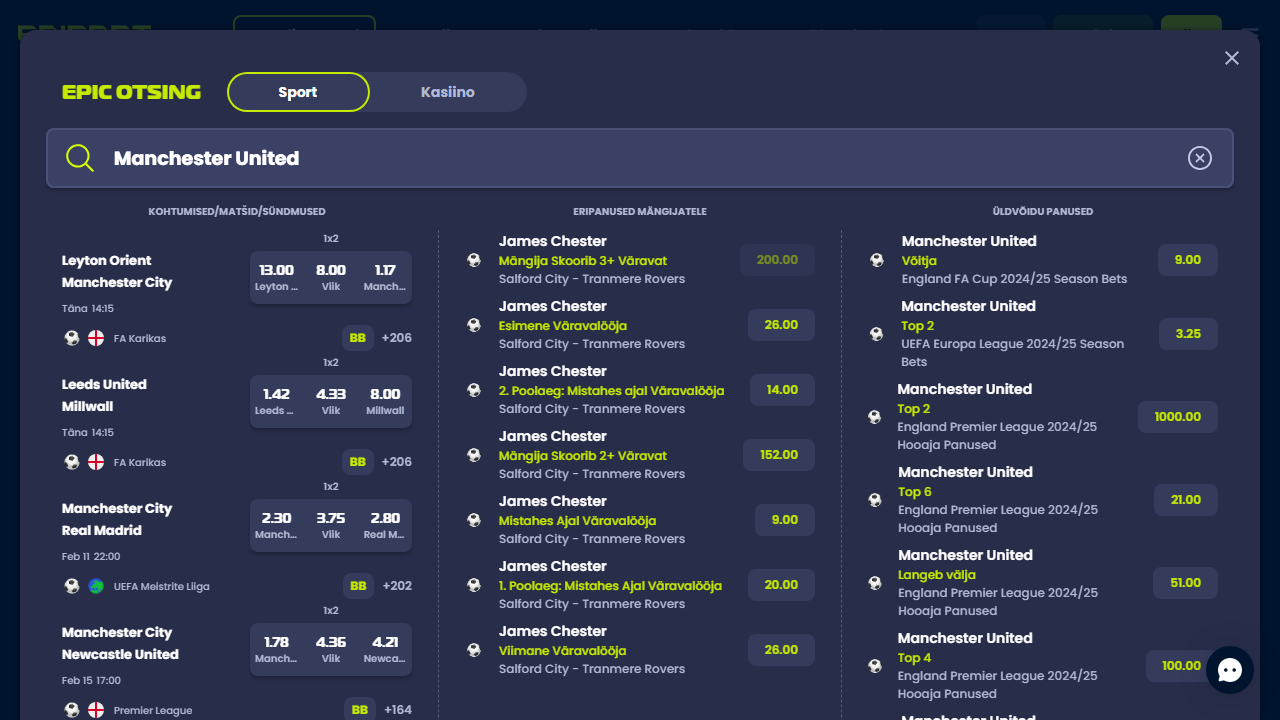 EPIC OTSING
Sport
Kasiino
Manchester United
KOHTUMISED/MATŠID/SÜNDMUSED
1x2
Leyton Orient
Manchester City
13.00 8.00 1.17
Leyton ... Viik Manch...
Täna 14:15
FA Karikas
BB +206
1x2
Leeds United
Millwall
1.42 4.33 8.00
Leeds ... Viik Millwall
Täna 14:15
FA Karikas
BB +206
1x2
Manchester City
Real Madrid
2.30 3.75 2.80
Manch... Viik Real M...
Feb 11 22:00
UEFA Meistrite Liiga
BB +202
1x2
Manchester City
Newcastle United
1.78 4.36 4.21
Manch... Viik Newca...
Feb 15 17:00
Premier League
BB +164
ERIPANUSED MÄNGIJATELE
James Chester
Mängija Skoorib 3+ Väravat
Salford City - Tranmere Rovers
200.00
James Chester
Esimene Väravalööja
Salford City - Tranmere Rovers
26.00
James Chester
2. Poolaeg: Mistahes ajal Väravalööja
Salford City - Tranmere Rovers
14.00
James Chester
Mängija Skoorib 2+ Väravat
Salford City - Tranmere Rovers
152.00
James Chester
Mistahes Ajal Väravalööja
Salford City - Tranmere Rovers
9.00
James Chester
1. Poolaeg: Mistahes Ajal Väravalööja
Salford City - Tranmere Rovers
20.00
James Chester
Viimane Väravalööja
Salford City - Tranmere Rovers
26.00
ÜLDVÕIDU PANUSED
Manchester United
Võitja
England FA Cup 2024/25 Season Bets
9.00
Manchester United
Top 2
UEFA Europa League 2024/25 Season
Bets
3.25
Manchester United
Top 2
England Premier League 2024/25
Hooaja Panused
1000.00
Manchester United
Top 6
England Premier League 2024/25
Hooaja Panused
21.00
Manchester United
Langeb välja
England Premier League 2024/25
Hooaja Panused
51.00
Manchester United
Top 4
England Premier League 2024/25
Hooaja Panused
100.00
Manchester United